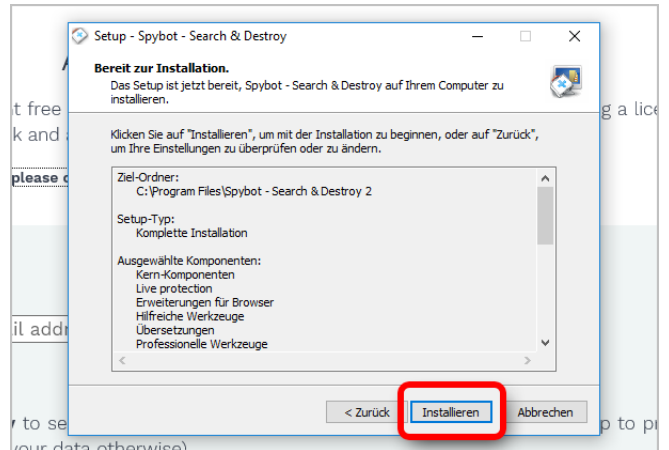 Setup - Spybot - Search & Destroy
Bereit zur Installation.
Das Setup ist jetzt bereit, Spybot - Search & Destroy auf Ihrem Computer zu
installieren.
t free
g a lice
k and
Klicken Sie auf "Installieren", um mit der Installation zu beginnen, oder auf "Zurück",
um Ihre Einstellungen zu überprüfen oder zu ändern.
please
Ziel-Ordner:
C:\Program Files\Spybot - Search & Destroy 2
Setup-Typ:
Komplette Installation
Ausgewählte Komponenten:
Kern-Komponenten
Live protection
Erweiterungen für Browser
Hilfreiche Werkzeuge
Übersetzungen
Professionelle Werkzeuge
il addr
< Zurück
Installieren
Abbrechen
to se
p to pr
your data otherwise)